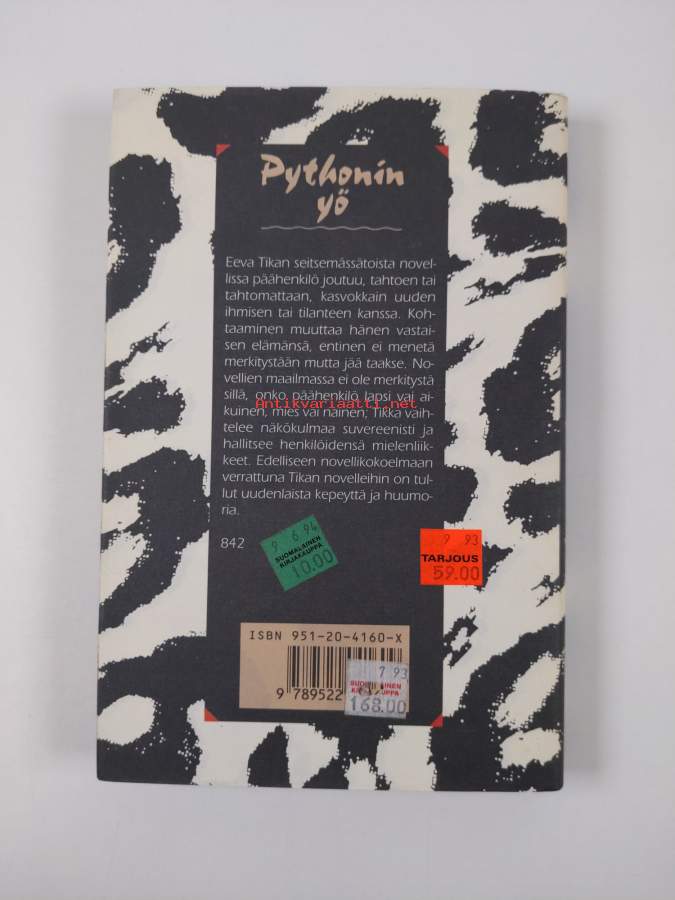 Pythonin
yö
Eeva Tikan seitsemässätoista novel-
lissa päähenkilö joutuu, tahtoen tai
tahtomattaan, kasvokkain uuden
ihmisen tai tilanteen kanssa. Koh-
taaminen muuttaa hänen vastai-
sen elämänsä, entinen ei menetä
merkitystään mutta jää taakse. No-
vellien maailmassa ei ole merkitystä
sillä, onko päähenkilö lapsi vai ai-
Antikvariaatti.net
kuinen, mies vai nainen; Tikka vaih-
telee näkökulmaa suvereenisti ja
hallitsee henkilöidensä mielenliik-
keet. Edelliseen novellikokoelmaan
verrattuna Tikan novelleihin on tul-
lut uudenlaista kepeyttä ja huumo-
ria.
842
9 6 94
SUOMALAINEN
KIRJAKAUPPA
10.00
9 93
TARJOUS
59.00
ISBN 951-20-4160-X
9 789522
7 93
168.00